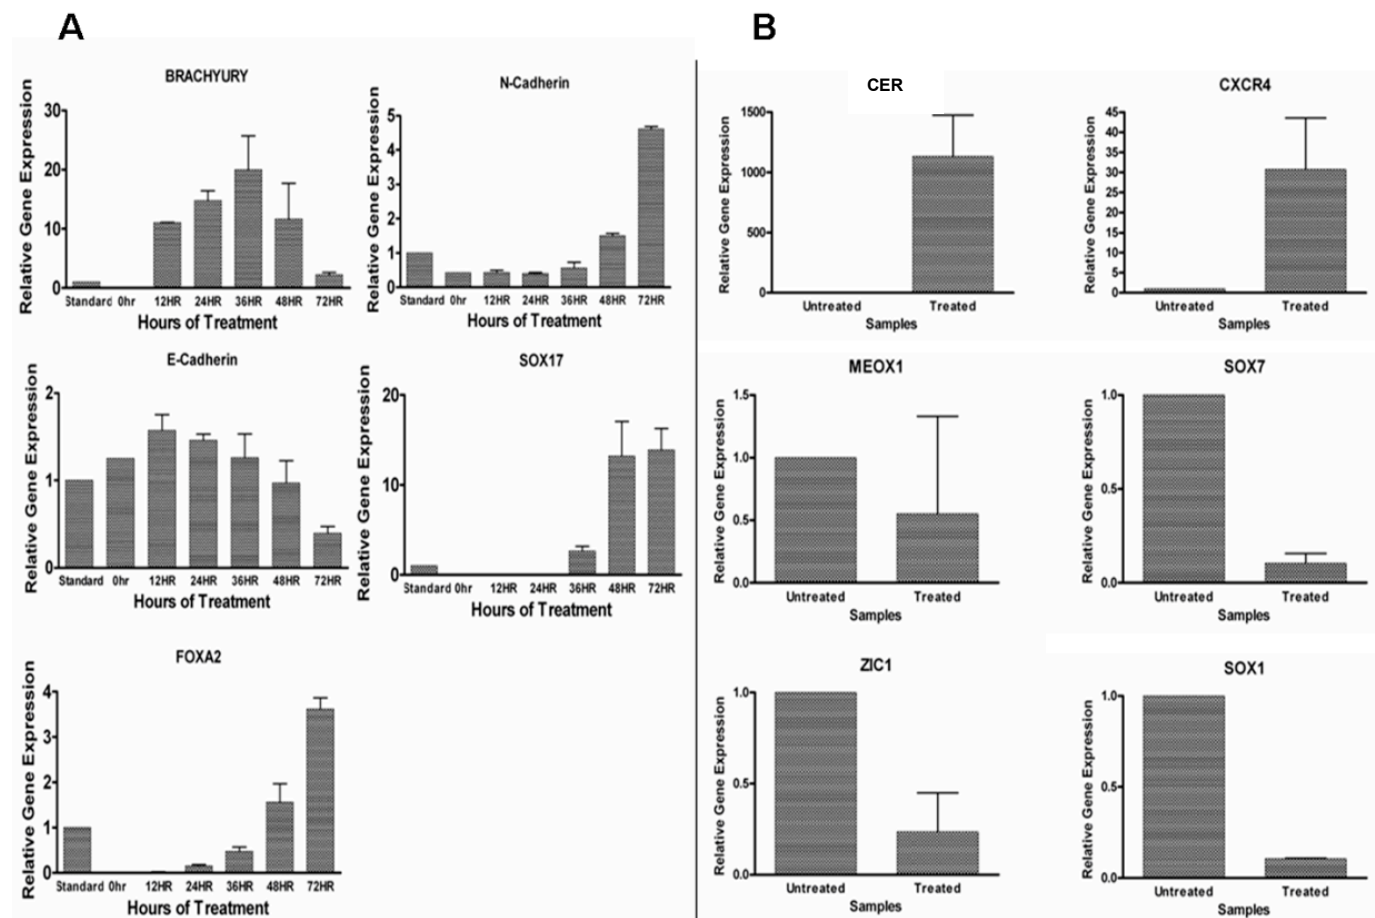 A
BRACHYURY
Relative Gene Expression
30
20
10
0
Standard 0hr 12HR 24HR 36HR 48HR 72HR
Hours of Treatment
N-Cadherin
Relative Gene Expression
5
4
3
2
1
0
Standard 0hr 12HR 24HR 36HR 48HR 72HR
Hours of Treatment
E-Cadherin
Relative Gene Expression
2
1
0
Standard 0hr 12HR 24HR 36HR 48HR 72HR
Hours of Treatment
SOX17
Relative Gene Expression
20
10
0
Standard 0hr 12HR 24HR 36HR 48HR 72HR
Hours of Treatment
FOXA2
Relative Gene Expression
4
3
2
1
0
Standard 0hr 12HR 24HR 36HR 48HR 72HR
Hours of Treatment
B
CER
Relative Gene Expression
1500
1000
500
0
Untreated Treated
Samples
CXCR4
Relative Gene Expression
45
40
35
30
25
20
15
10
5
0
Untreated Treated
Samples
MEOX1
Relative Gene Expression
1.5
1.0
0.5
0.0
Untreated Treated
Samples
SOX7
Relative Gene Expression
1.0
0.5
0.0
Untreated Treated
Samples
ZIC1
Relative Gene Expression
1.0
0.5
0.0
Untreated Treated
Samples
SOX1
Relative Gene Expression
1.0
0.5
0.0
Untreated Treated
Samples